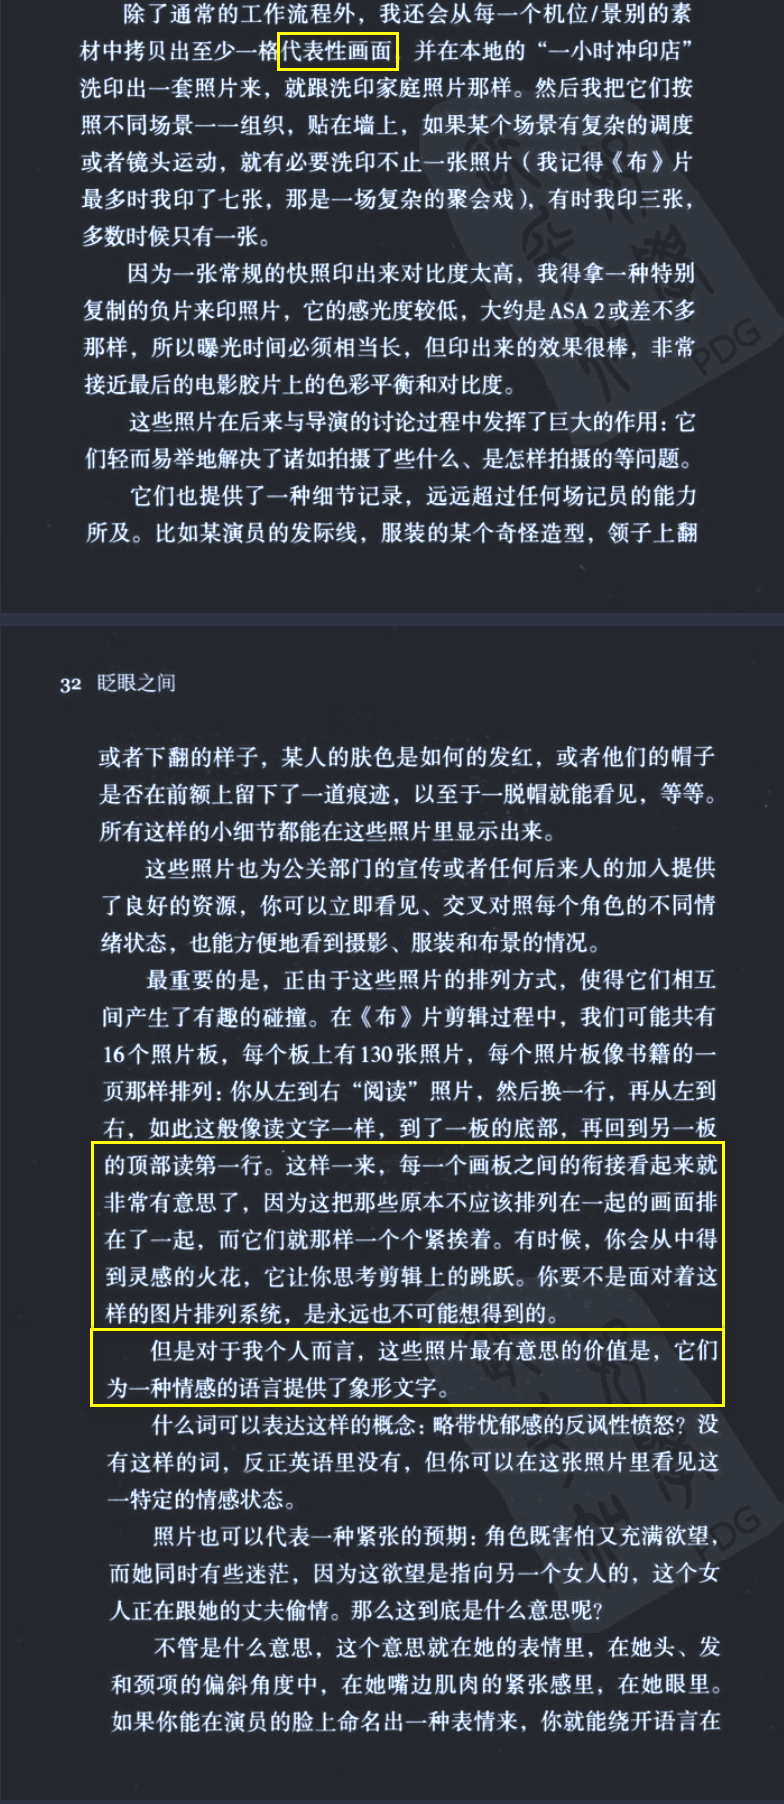 除了通常的工作流程外，我还会从每一个机位/景别的素
材中拷贝出至少一格代表性画面，并在本地的“一小时冲印店”
洗印出一套照片来，就跟洗印家庭照片那样。然后我把它们按
照不同场景一一组织，贴在墙上，如果某个场景有复杂的调度
或者镜头运动，就有必要洗印不止一张照片（我记得《布》片
最多时我印了七张，那是一场复杂的聚会戏），有时我印三张，
多数时候只有一张。
因为一张常规的快照印出来对比度太高，我得拿一种特别
复制的负片来印照片，它的感光度较低，大约是 ASA 2 或差不多
那样，所以曝光时间必须相当长，但印出来的效果很棒，非常
接近最后的电影胶片上的色彩平衡和对比度。
这些照片在后来与导演的讨论过程中发挥了巨大的作用：它
们轻而易举地解决了诸如拍摄了些什么、是怎样拍摄的等问题。
它们也提供了一种细节记录，远远超过任何场记员的能力
所及。比如某演员的发际线，服装的某个奇怪造型，领子上翻
32 眨眼之间
或者下翻的样子，某人的肤色是如何的发红，或者他们的帽子
是否在前额上留下了一道痕迹，以至于一脱帽就能看见，等等。
所有这样的小细节都能在这些照片里显示出来。
这些照片也为公关部门的宣传或者任何后来人的加入提供
了良好的资源，你可以立即看见、交叉对照每个角色的不同情
绪状态，也能方便地看到摄影、服装和布景的情况。
最重要的是，正由于这些照片的排列方式，使得它们相互
间产生了有趣的碰撞。在《布》片剪辑过程中，我们可能共有
16 个照片板，每个板上有 130 张照片，每个照片板像书籍的一
页那样排列：你从左到右“阅读”照片，然后换一行，再从左到
右，如此这般像读文字一样，到了一板的底部，再回到另一板
的顶部读第一行。这样一来，每一个画板之间的衔接看起来就
非常有意思了，因为这把那些原本不应该排列在一起的画面排
在了一起，而它们就那样一个个紧挨着。有时候，你会从中得
到灵感的火花，它让你思考剪辑上的跳跃。你要不是面对着这
样的图片排列系统，是永远也不可能想得到的。
但是对于我个人而言，这些照片最有意思的价值是，它们
为一种情感的语言提供了象形文字。
什么词可以表达这样的概念：略带忧郁感的反讽性愤怒？没
有这样的词，反正英语里没有，但你可以在这张照片里看见这
一特定的情感状态。
照片也可以代表一种紧张的预期：角色既害怕又充满欲望，
而她同时有些迷茫，因为这欲望是指向另一个女人的，这个女
人正在跟她的丈夫偷情。那么这到底是什么意思呢？
不管是什么意思，这个意思就在她的表情里，在她头、发
和颈项的偏斜角度中，在她嘴边肌肉的紧张感里，在她眼里。
如果你能在演员的脸上命名出一种表情来，你就能绕开语言在
PDG
PDG